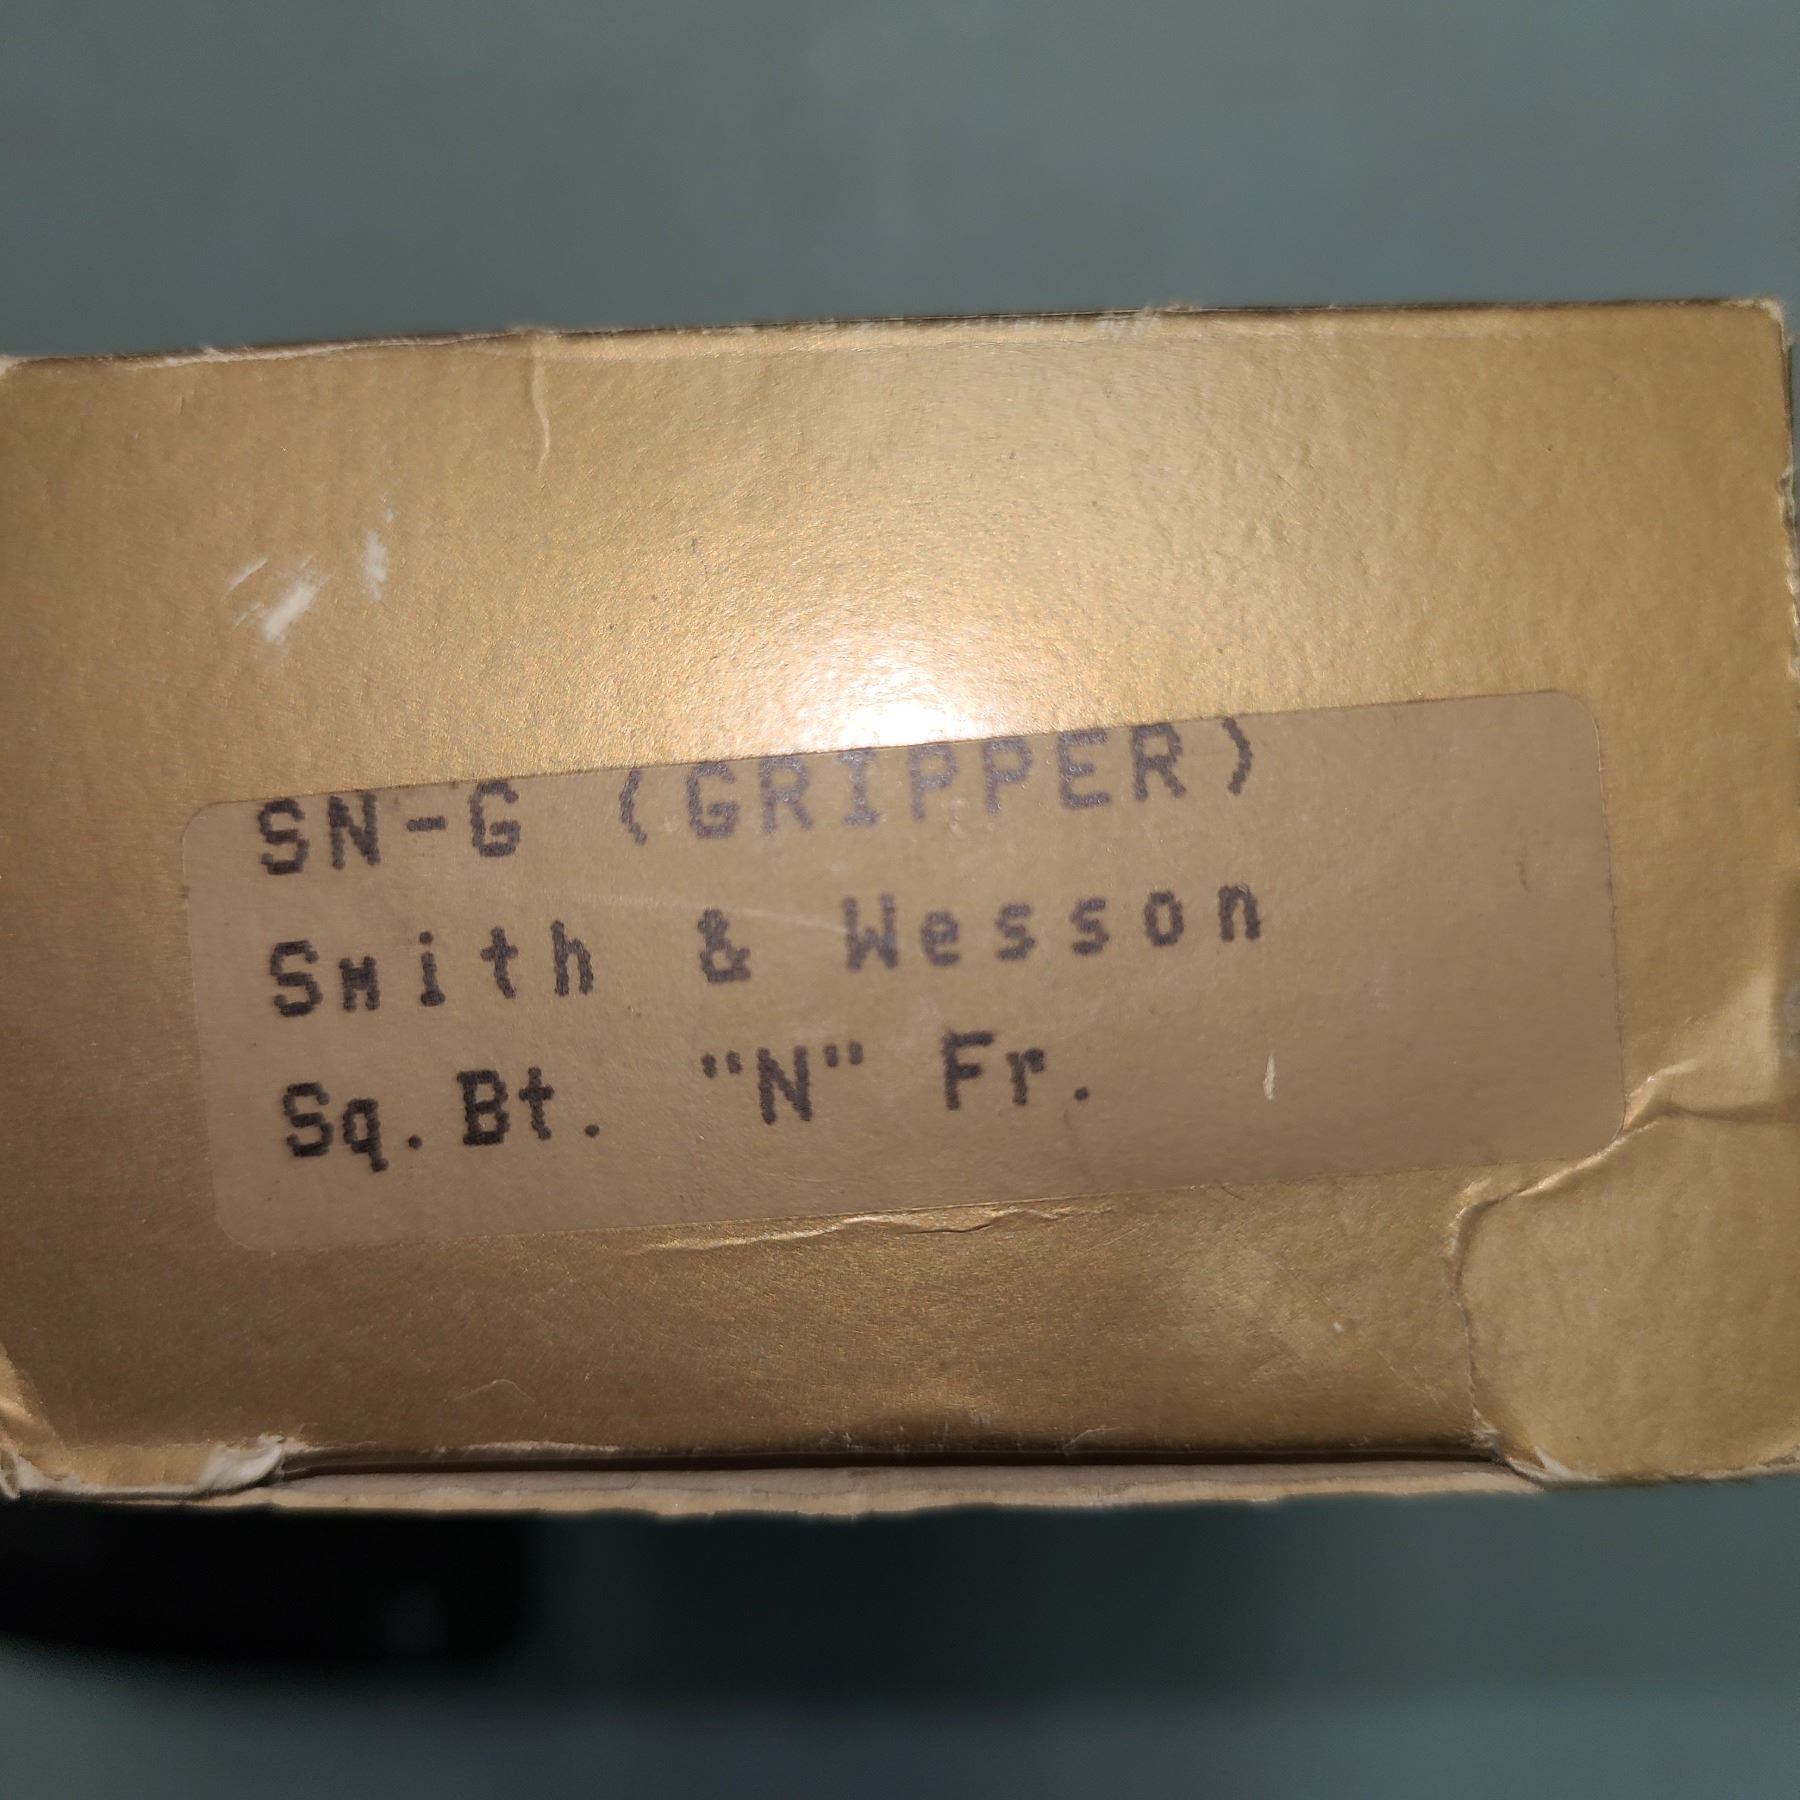 SN-G (GRIPPER)
Smith & Wesson
Sq.Bt. "N" Fr.